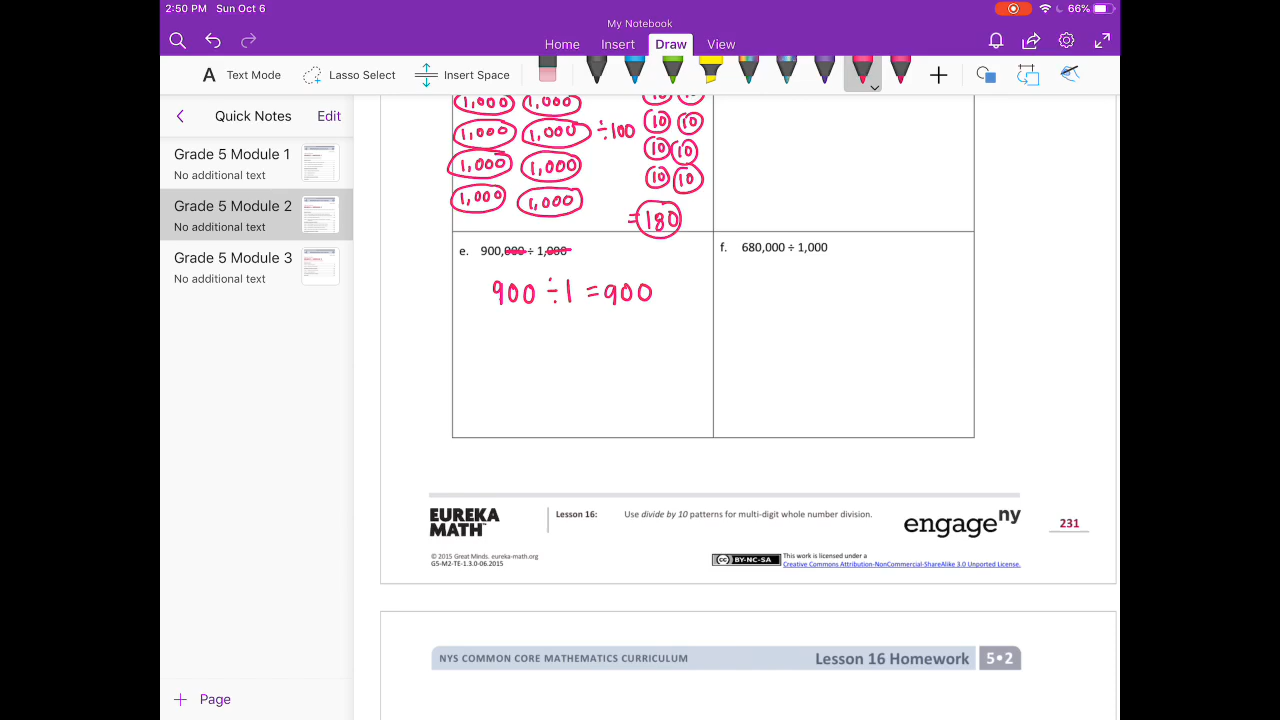 2:50 PM Sun Oct 6
66%
My Notebook
Home Insert Draw View
Text Mode Lasso Select Insert Space
Quick Notes Edit
Grade 5 Module 1
No additional text
Grade 5 Module 2
No additional text
Grade 5 Module 3
No additional text
+ Page
1,000 1,000 10 10
1,000 1,000 ÷100 10 10
1,000 1,000 10 10
1,000 1,000 10 10
=180
e. 900,000 ÷ 1,000
900 ÷ 1 = 900
f. 680,000 ÷ 1,000
EUREKA
MATH™
Lesson 16: Use divide by 10 patterns for multi-digit whole number division.
engageny
231
© 2015 Great Minds. eureka-math.org
G5-M2-TE-1.3.0-06.2015
CC BY-NC-SA
This work is licensed under a
Creative Commons Attribution-NonCommercial-ShareAlike 3.0 Unported License.
NYS COMMON CORE MATHEMATICS CURRICULUM Lesson 16 Homework 5•2